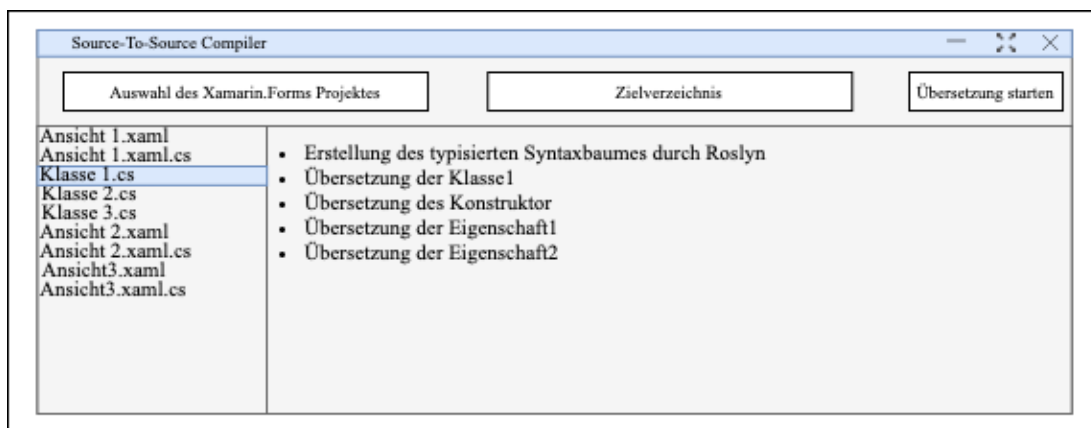 Source-To-Source Compiler
Auswahl des Xamarin.Forms Projektes
Zielverzeichnis
Übersetzung starten
Ansicht 1.xaml
Ansicht 1.xaml.cs
Klasse 1.cs
Klasse 2.cs
Klasse 3.cs
Ansicht 2.xaml
Ansicht 2.xaml.cs
Ansicht3.xaml
Ansicht3.xaml.cs
• Erstellung des typisierten Syntaxbaumes durch Roslyn
• Übersetzung der Klasse1
• Übersetzung des Konstruktor
• Übersetzung der Eigenschaft1
• Übersetzung der Eigenschaft2